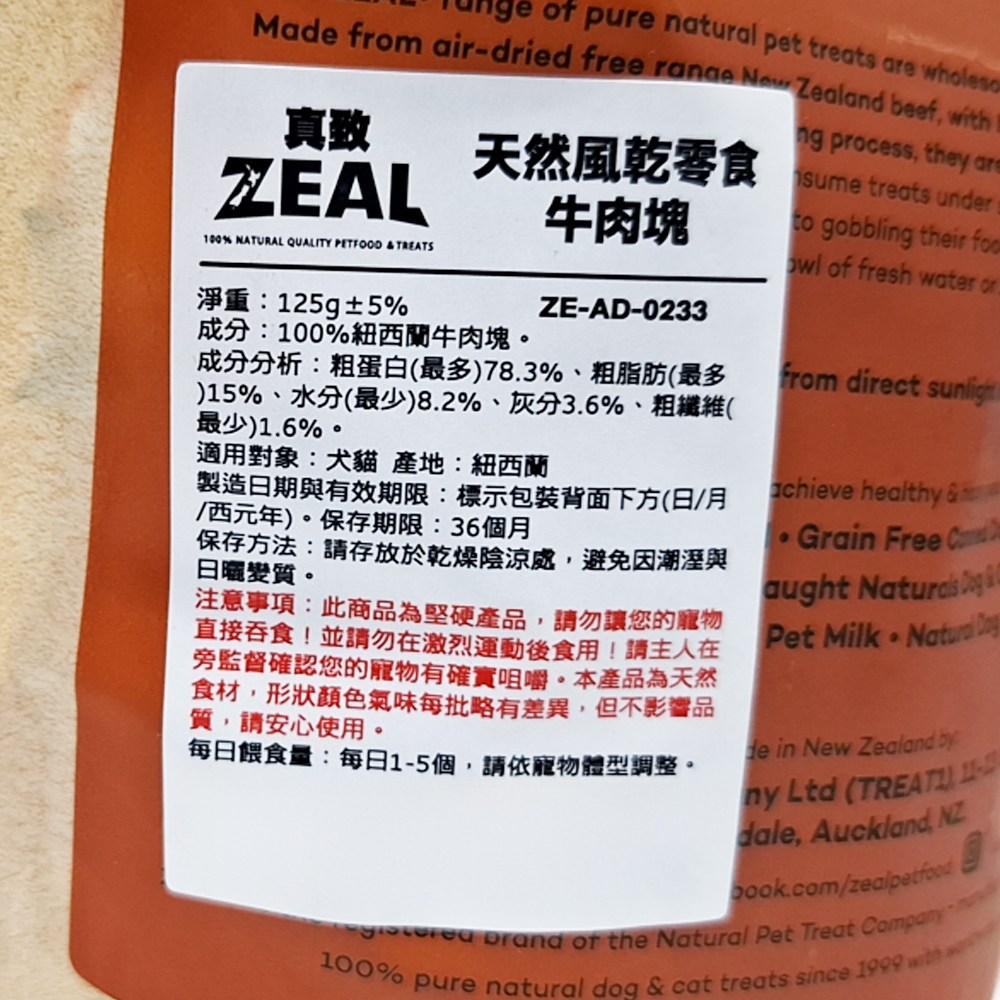 range of pure natural pet treats are
Made from air-dried free range New Zealand beef, with
process, they are
treats under
to gobbling their
of fresh water or
from direct
achieve healthy &
• Grain Free
Naturals Dog &
Pet Milk • Natural Dog
in New Zealand by:
Ltd (TREAT1),
Auckland, NZ
brand of the Natural Pet Treat Company -
100% pure natural dog & cat treats since 1999 with
真致
ZEAL
100% NATURAL QUALITY PETFOOD & TREATS
天然風乾零食
牛肉塊
淨重：125g±5%
ZE-AD-0233
成分：100%紐西蘭牛肉塊。
成分分析：粗蛋白(最多)78.3%、粗脂肪(最多
)15%、水分(最少)8.2%、灰分3.6%、粗纖維(
最少)1.6%。
適用對象：犬貓 產地：紐西蘭
製造日期與有效期限：標示包裝背面下方(日/月
/西元年)。保存期限：36個月
保存方法：請存放於乾燥陰涼處，避免因潮溼與
日曬變質。
注意事項：此商品為堅硬產品，請勿讓您的寵物
直接吞食！並請勿在激烈運動後食用！請主人在
旁監督確認您的寵物有確實咀嚼。本產品為天然
食材，形狀顏色氣味每批略有差異，但不影響品
質，請安心使用。
每日餵食量：每日1-5個，請依寵物體型調整。